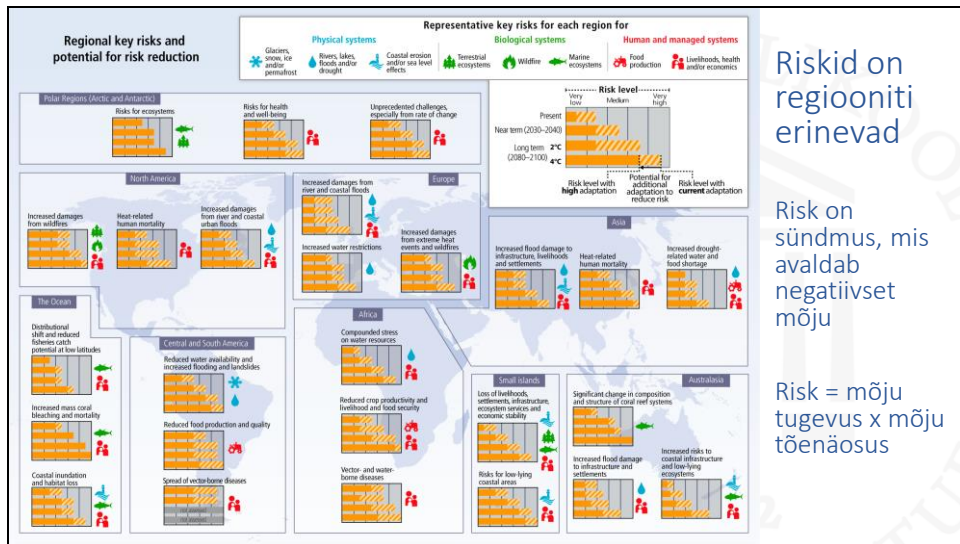 Regional key risks and
potential for risk reduction
Representative key risks for each region for
Physical systems
Biological systems
Human and managed systems
Glaciers,
snow, ice
and/or
permafrost
Rivers, lakes,
floods and/or
drought
Coastal erosion
and/or sea level
effects
Terrestrial
ecosystems
Wildfire
Marine
ecosystems
Food
production
Livelihoods, health
and/or economics
Risk level
Very
low
Medium
Very
high
Present
Near term (2030–2040)
Long term
(2080–2100)
2°C
4°C
Risk level with
high adaptation
Potential for
additional
adaptation to
reduce risk
Risk level with
current adaptation
Polar Regions (Arctic and Antarctic)
Risks for ecosystems
Risks for health
and well-being
Unprecedented challenges,
especially from rate of change
North America
Increased damages
from wildfires
Heat-related
human mortality
Increased damages
from river and coastal
urban floods
Europe
Increased damages from
river and coastal floods
Increased water restrictions
Increased damages
from extreme heat
events and wildfires
Asia
Increased flood damage to
infrastructure, livelihoods
and settlements
Heat-related
human mortality
Increased drought-
related water and
food shortage
The Ocean
Distributional
shift and reduced
fisheries catch
potential at low latitudes
Increased mass coral
bleaching and mortality
Coastal inundation
and habitat loss
Central and South America
Reduced water availability and
increased flooding and landslides
Reduced food production and quality
Spread of vector-borne diseases
Africa
Compounded stress
on water resources
Reduced crop productivity and
livelihood and food security
Vector- and water-
borne diseases
Small islands
Loss of livelihoods,
settlements, infrastructure,
ecosystem services and
economic stability
Risks for low-lying
coastal areas
Australasia
Significant change in composition
and structure of coral reef systems
Increased flood damage
to infrastructure and
settlements
Increased risks to
coastal infrastructure
and low-lying
ecosystems
Riskid on
regiooniti
erinevad
Risk on
sündmus, mis
avaldab
negatiivset
mõju
Risk = mõju
tugevus x mõju
tõenäosus